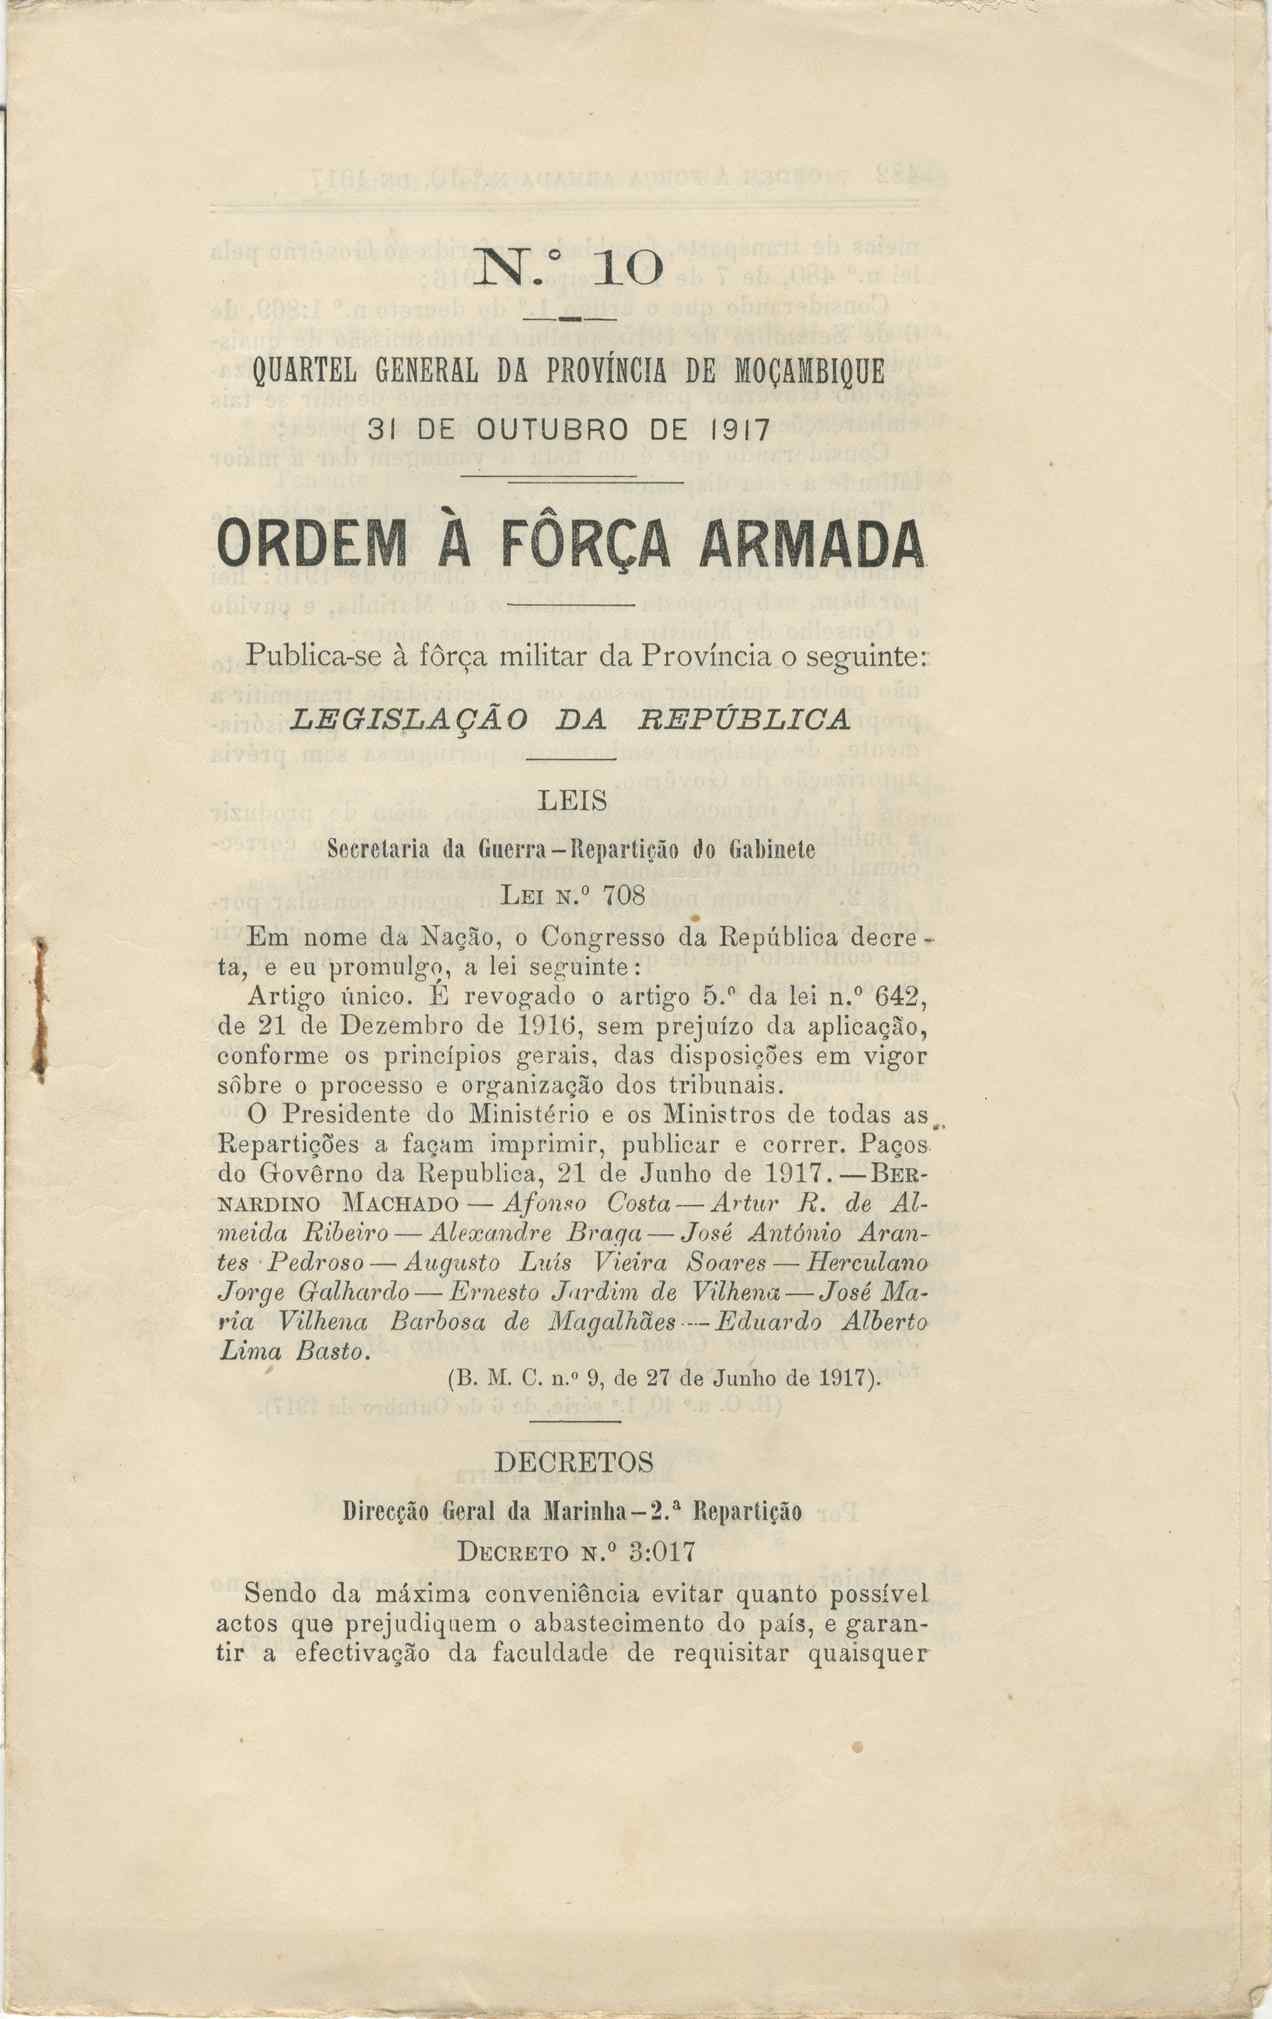 N.º 10
QUARTEL GENERAL DA PROVÍNCIA DE MOÇAMBIQUE
31 DE OUTUBRO DE 1917
ORDEM À FÔRÇA ARMADA
Publica-se à fôrça militar da Província o seguinte:
LEGISLAÇÃO DA REPÚBLICA
LEIS
Secretaria da Guerra—Repartição do Gabinete
LEI N.º 708
Em nome da Nação, o Congresso da República decre-
ta, e eu promulgo, a lei seguinte:
Artigo único. É revogado o artigo 5.º da lei n.º 642,
de 21 de Dezembro de 1916, sem prejuízo da aplicação,
conforme os princípios gerais, das disposições em vigor
sôbre o processo e organização dos tribunais.
O Presidente do Ministério e os Ministros de todas as
Repartições a façam imprimir, publicar e correr. Paços
do Govêrno da Republica, 21 de Junho de 1917.—BER-
NARDINO MACHADO—Afonso Costa—Artur R. de Al-
meida Ribeiro—Alexandre Braga—José António Aran-
tes Pedroso—Augusto Luís Vieira Soares—Herculano
Jorge Galhardo—Ernesto Jardim de Vilhena—José Ma-
ria Vilhena Barbosa de Magalhães—Eduardo Alberto
Lima Basto.
(B. M. C. n.º 9, de 27 de Junho de 1917).
DECRETOS
Direcção Geral da Marinha—2.ª Repartição
DECRETO N.º 3:017
Sendo da máxima conveniência evitar quanto possível
actos que prejudiquem o abastecimento do país, e garan-
tir a efectivação da faculdade de requisitar quaisquer